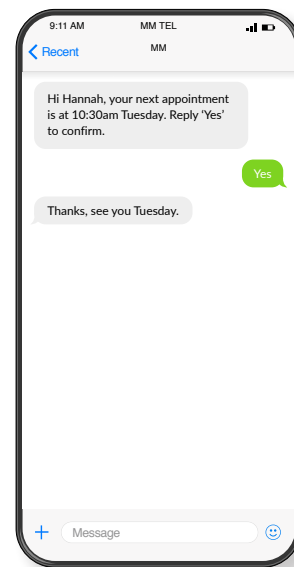 9:11 AM MM TEL
Recent MM
Hi Hannah, your next appointment
is at 10:30am Tuesday. Reply ‘Yes’
to confirm.
Yes
Thanks, see you Tuesday.
Message